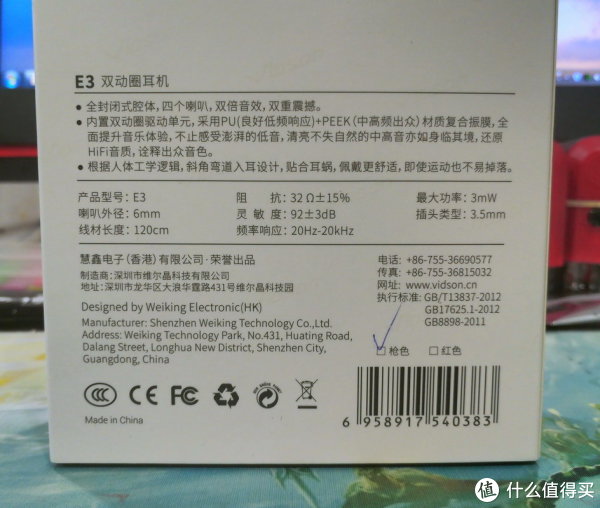 E3 双动圈耳机
• 全封闭式腔体，四个喇叭，双倍音效，双重震撼。
• 内置双动圈驱动单元，采用PU(良好低频响应)+PEEK（中高频出众）材质复合振膜，全
面提升音乐体验，不止感受澎湃的低音，清亮不失自然的中高音亦如身临其境，还原
HiFi音质，诠释出众音色。
• 根据人体工学逻辑，斜角弯道入耳设计，贴合耳蜗，佩戴更舒适，即使运动也不易掉落。
产品型号: E3 阻 抗: 32 Ω±15% 最大功率: 3mW
喇叭外径: 6mm 灵 敏 度: 92±3dB 插头类型: 3.5mm
线材长度: 120cm 频率响应: 20Hz-20kHz
慧鑫电子(香港)有限公司·荣誉出品
制造商: 深圳市维尔晶科技有限公司
地址: 深圳市龙华区大浪华霆路431号维尔晶科技园
电话: +86-755-36690577
传真: +86-755-36815032
网址: www.vidson.cn
执行标准: GB/T13837-2012
GB17625.1-2012
GB8898-2011
Designed by Weiking Electronic(HK)
Manufacturer: Shenzhen Weiking Technology Co.,Ltd.
Address: Weiking Technology Park, No.431, Huating Road,
Dalang Street, Longhua New District, Shenzhen City,
Guangdong, China
枪色 红色
CCC CE FC
Made in China
6 958917 540383
值 什么值得买